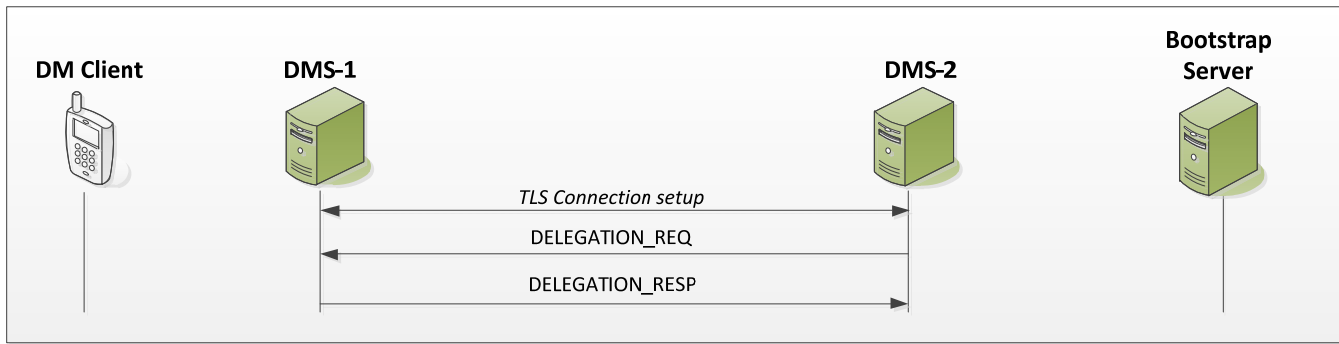 Bootstrap
Server
DM Client
DMS-1
DMS-2
TLS Connection setup
DELEGATION_REQ
DELEGATION_RESP